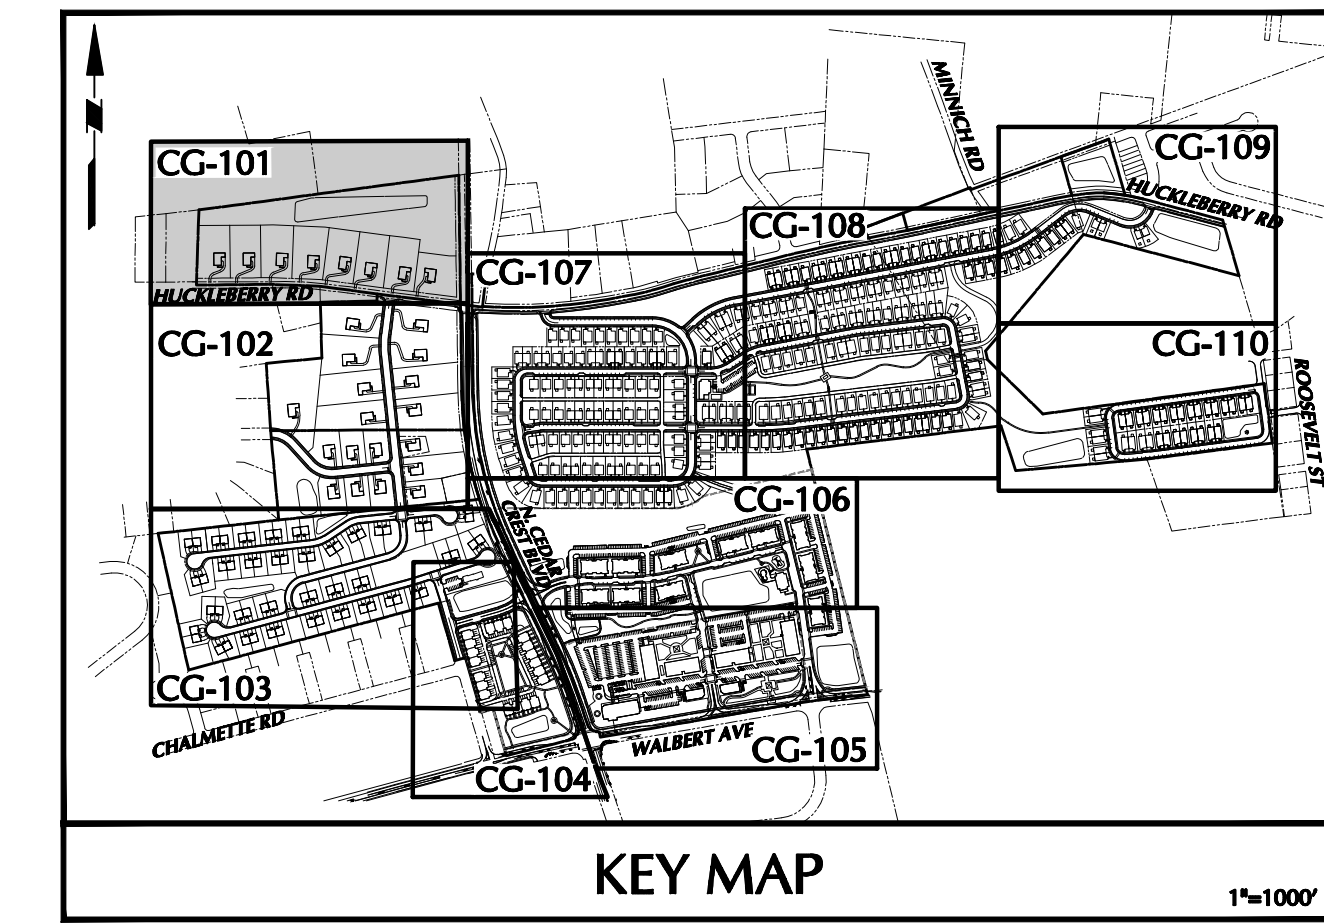 MINNICH RD
CG-101
CG-109
HUCKLEBERRY RD
CG-108
CG-107
HUCKLEBERRY RD
CG-102
CG-110
ROOSEVELT ST
CG-106
N. CEDAR
CREST BLVD
CG-103
CHALMETTE RD
WALBERT AVE
CG-105
CG-104
KEY MAP
1"=1000'